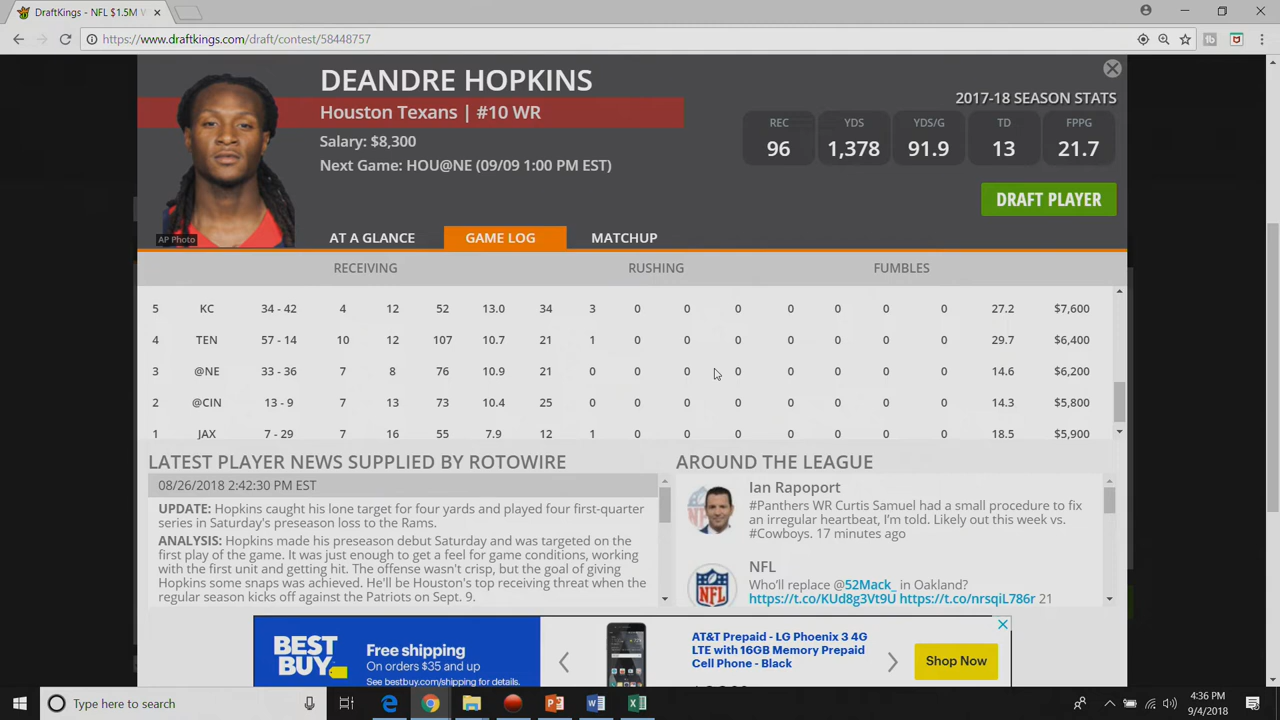 DraftKings - NFL $1.5M W
https://www.draftkings.com/draft/contest/58448757
DEANDRE HOPKINS
Houston Texans | #10 WR
Salary: $8,300
Next Game: HOU@NE (09/09 1:00 PM EST)
AP Photo
2017-18 SEASON STATS
REC YDS YDS/G TD FPPG
96 1,378 91.9 13 21.7
DRAFT PLAYER
AT A GLANCE GAME LOG MATCHUP
RECEIVING RUSHING FUMBLES
5 KC 34 - 42 4 12 52 13.0 34 3 0 0 0 0 0 0 0 27.2 $7,600
4 TEN 57 - 14 10 12 107 10.7 21 1 0 0 0 0 0 0 0 29.7 $6,400
3 @NE 33 - 36 7 8 76 10.9 21 0 0 0 0 0 0 0 0 14.6 $6,200
2 @CIN 13 - 9 7 13 73 10.4 25 0 0 0 0 0 0 0 0 14.3 $5,800
1 JAX 7 - 29 7 16 55 7.9 12 1 0 0 0 0 0 0 0 18.5 $5,900
LATEST PLAYER NEWS SUPPLIED BY ROTOWIRE
08/26/2018 2:42:30 PM EST
UPDATE: Hopkins caught his lone target for four yards and played four first-quarter
series in Saturday's preseason loss to the Rams.
ANALYSIS: Hopkins made his preseason debut Saturday and was targeted on the
first play of the game. It was just enough to get a feel for game conditions, working
with the first unit and getting hit. The offense wasn't crisp, but the goal of giving
Hopkins some snaps was achieved. He'll be Houston's top receiving threat when the
regular season kicks off against the Patriots on Sept. 9.
AROUND THE LEAGUE
Ian Rapoport
#Panthers WR Curtis Samuel had a small procedure to fix
an irregular heartbeat, I'm told. Likely out this week vs.
#Cowboys. 17 minutes ago
NFL
Who'll replace @52Mack_ in Oakland?
https://t.co/KUd8g3Vt9U https://t.co/nrsqiL786r 21
BEST
BUY
Free shipping
On orders $35 and up
See bestbuy.com/shipping for details.
AT&T Prepaid - LG Phoenix 3 4G
LTE with 16GB Memory Prepaid
Cell Phone - Black
Shop Now
Type here to search
4:36 PM
9/4/2018